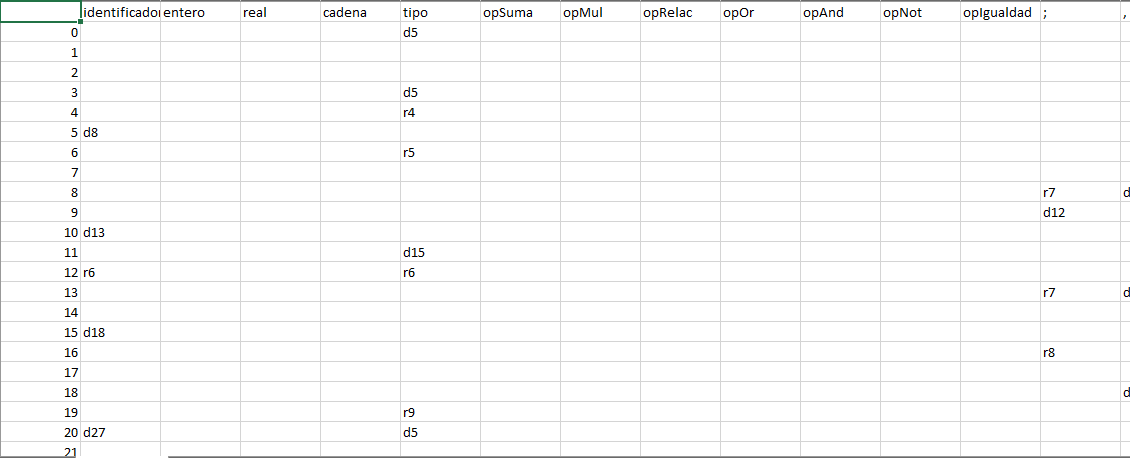 identificador entero real cadena tipo opSuma opMul opRelac opOr opAnd opNot opIgualdad ; ,
0 d5
1
2
3 d5
4 r4
5 d8
6 r5
7
8 r7 d
9 d12
10 d13
11 d15
12 r6 r6
13 r7 d
14
15 d18
16 r8
17
18 d
19 r9
20 d27 d5
21